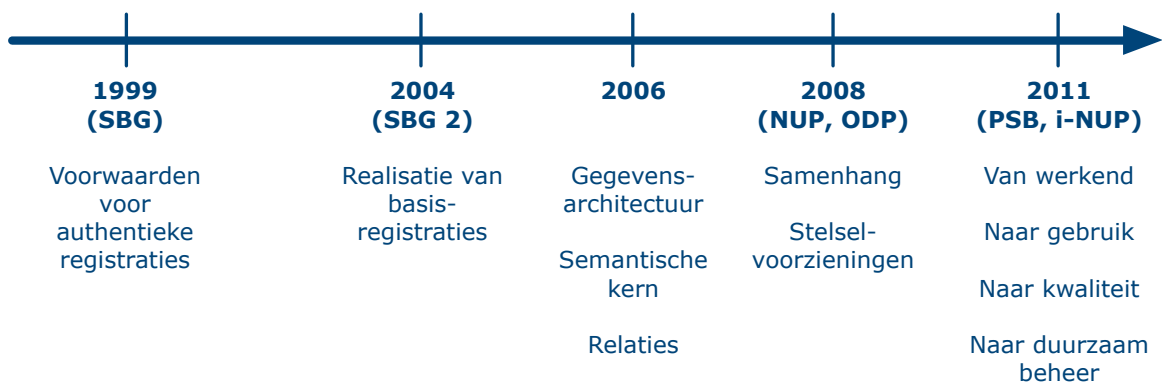 1999
(SBG)
Voorwaarden
voor
authentieke
registraties
2004
(SBG 2)
Realisatie van
basis-
registraties
2006
Gegevens-
architectuur
Semantische
kern
Relaties
2008
(NUP, ODP)
Samenhang
Stelsel-
voorzieningen
2011
(PSB, i-NUP)
Van werkend
Naar gebruik
Naar kwaliteit
Naar duurzaam
beheer